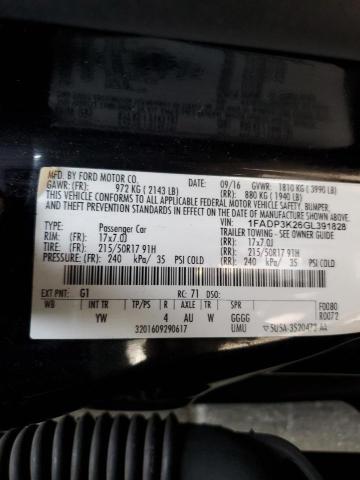 MFD. BY FORD MOTOR CO. 09/16 GVWR: 1810 KG ( 3990 LB)
GAWR: (FR): 972 KG ( 2143 LB) (RR): 880 KG ( 1940 LB)
THIS VEHICLE CONFORMS TO ALL APPLICABLE FEDERAL MOTOR VEHICLE SAFETY, BUMPER,
AND THEFT PREVENTION STANDARDS IN EFFECT ON THE DATE OF MANUFACTURE SHOWN ABOVE.
VIN: 1FADP3K26GL391828
TYPE: Passenger Car TRAILER TOWING - SEE OWNER GUIDE
RIM: (FR): 17x7.0J (RR): 17x7.0J
TIRE: (FR): 215/50R17 91H (RR): 215/50R17 91H
PRESSURE: (FR): 240 kPa/ 35 PSI COLD (RR): 240 kPa/ 35 PSI COLD
EXT PNT: G1 RC: 71 DSO: F0080
WB INT TR TP/PS R AXLE TR SPR R0072
YW 4 AU W GGGG
3201609290617 UMU